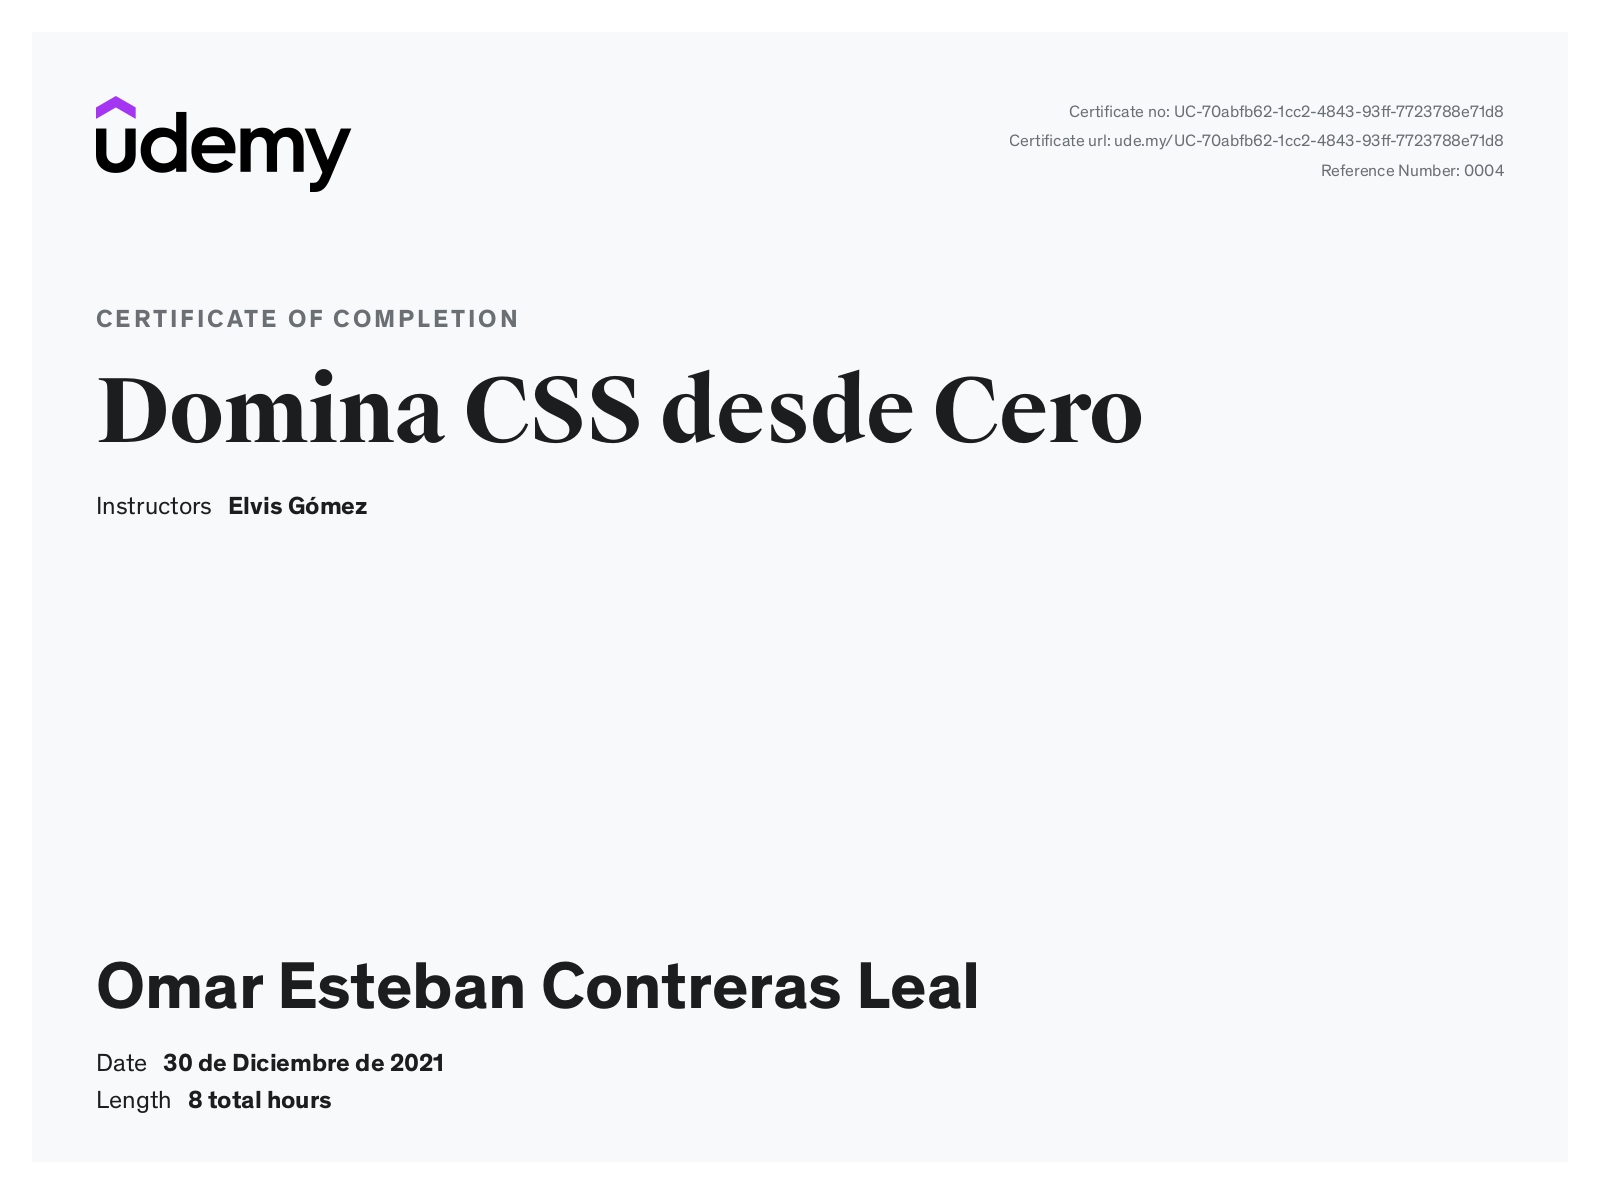 udemy
Certificate no: UC-70abfb62-1cc2-4843-93ff-7723788e71d8
Certificate url: ude.my/UC-70abfb62-1cc2-4843-93ff-7723788e71d8
Reference Number: 0004
CERTIFICATE OF COMPLETION
Domina CSS desde Cero
Instructors Elvis Gómez
Omar Esteban Contreras Leal
Date 30 de Diciembre de 2021
Length 8 total hours